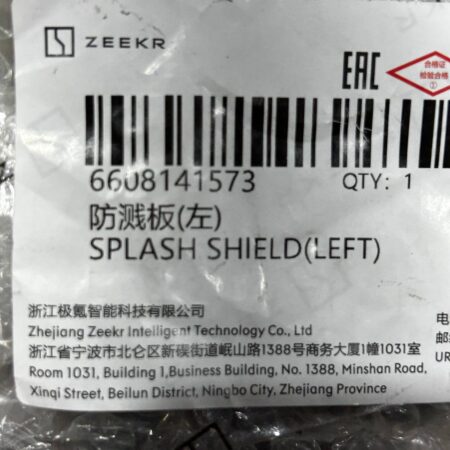 ZEEKR
EAC
合格证
检验合格
①
6608141573
QTY: 1
防溅板(左)
SPLASH SHIELD(LEFT)
浙江极氪智能科技有限公司
Zhejiang Zeekr Intelligent Technology Co., Ltd
浙江省宁波市北仑区新碶街道岷山路1388号商务大厦1幢1031室
Room 1031, Building 1,Business Building, No. 1388, Minshan Road,
Xinqi Street, Beilun District, Ningbo City, Zhejiang Province
电
邮
UR